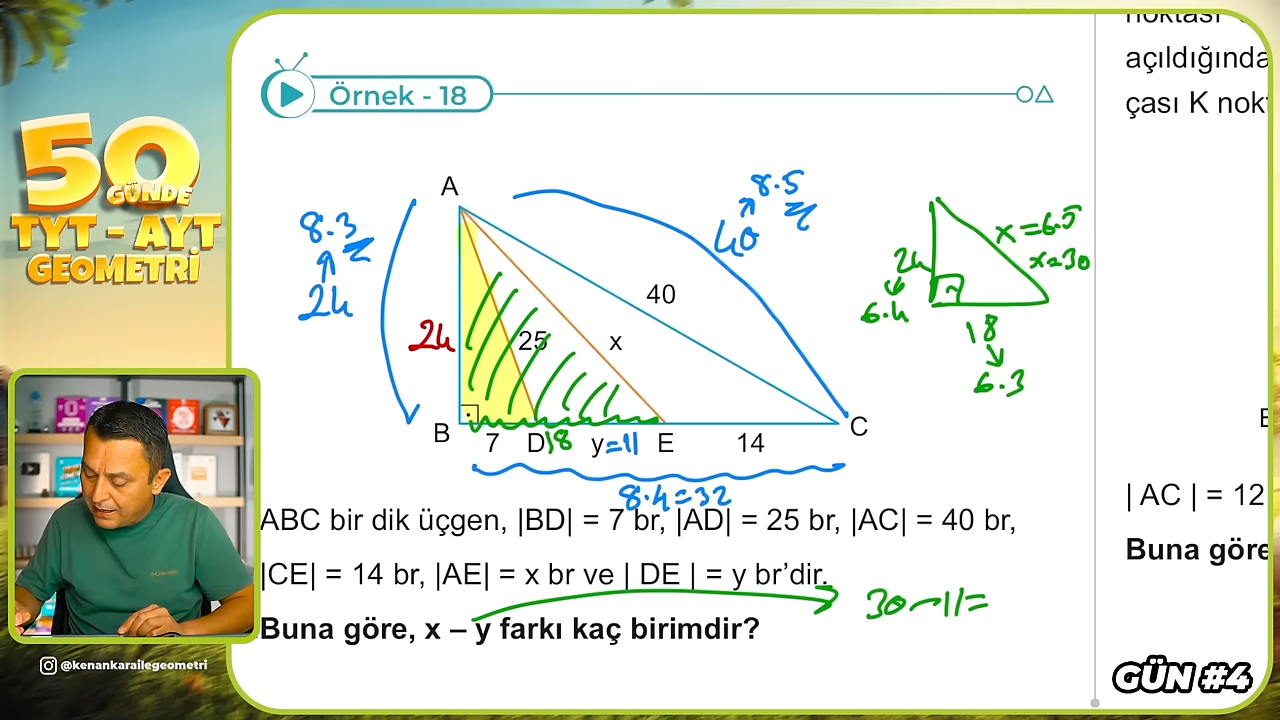 50
GÜNDE
TYT - AYT
GEOMETRİ
@kenankarailegeometri
Örnek - 18
A
8.3
24
24
25
x
40
40
8.5
B
7
D
18
y=11
E
14
C
8.4=32
24
6.4
x=6.5
x=30
18
6.3
ABC bir dik üçgen, |BD| = 7 br, |AD| = 25 br, |AC| = 40 br,
|CE| = 14 br, |AE| = x br ve | DE | = y br’dir.
Buna göre, x – y farkı kaç birimdir?
30-11=
açıldığında
çası K nok
| AC | = 12
Buna göre
GÜN #4